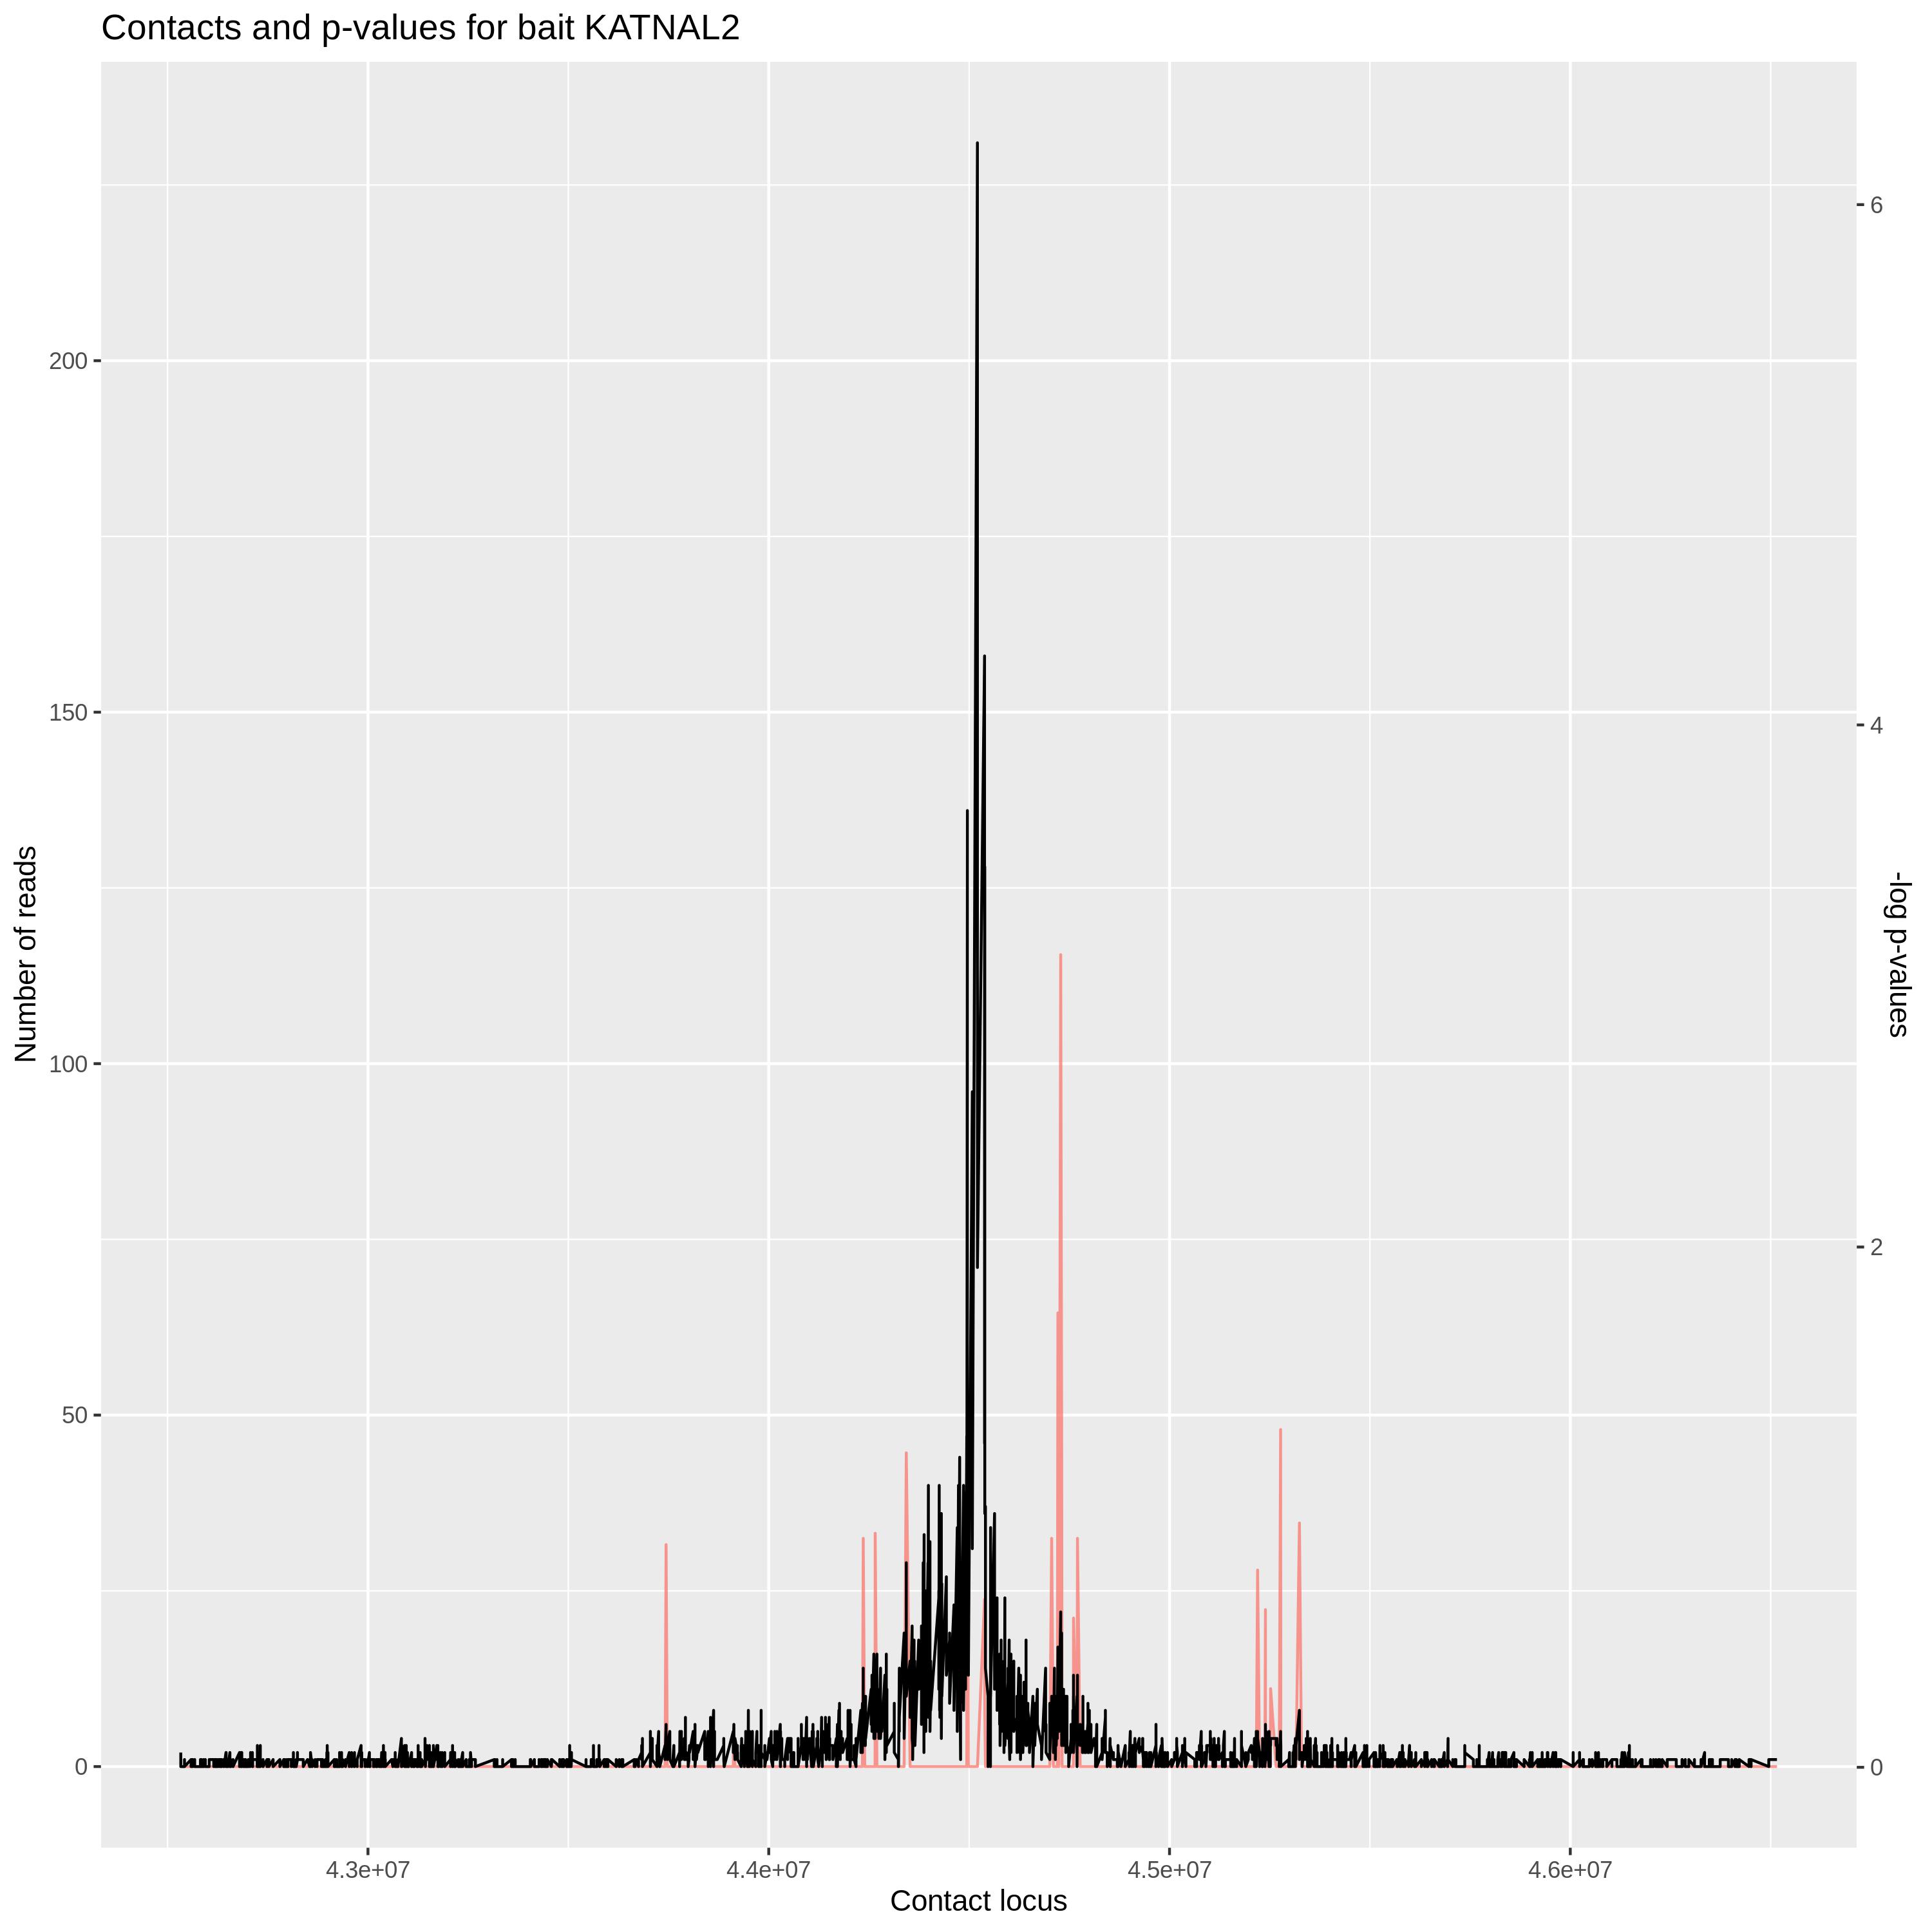 Contacts and p-values for bait KATNAL2
Number of reads
200
150
100
50
0
6
4
2
0
-log p-values
4.3e+07
4.4e+07
4.5e+07
4.6e+07
Contact locus